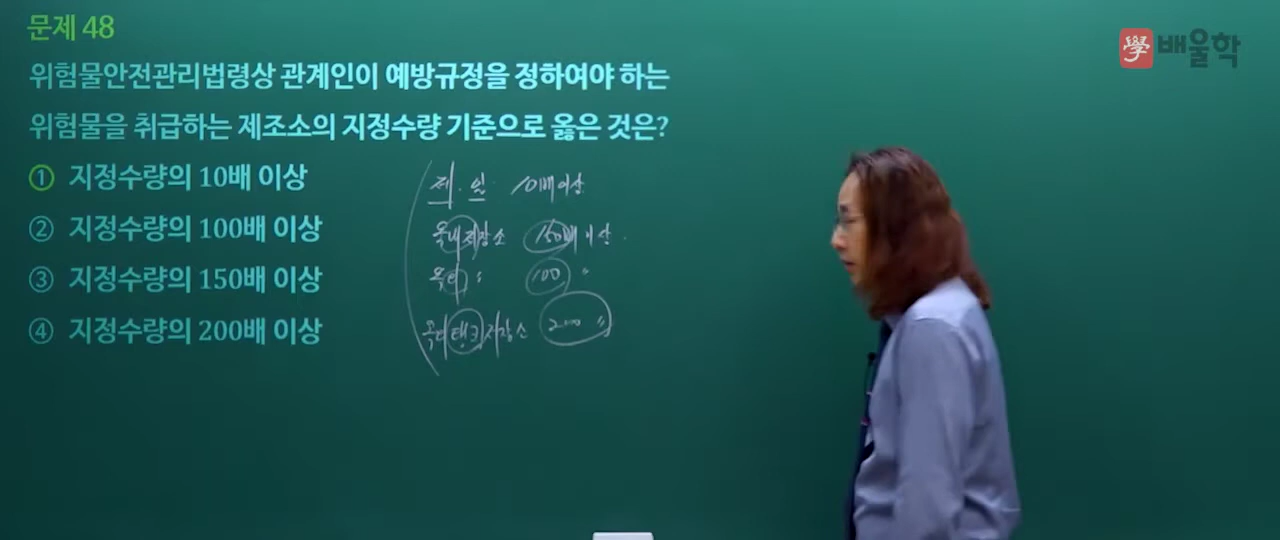 문제 48
學 배울학
위험물안전관리법령상 관계인이 예방규정을 정하여야 하는
위험물을 취급하는 제조소의 지정수량 기준으로 옳은 것은?
① 지정수량의 10배 이상
② 지정수량의 100배 이상
③ 지정수량의 150배 이상
④ 지정수량의 200배 이상
제. 일. 10배 이상
옥내저장소 150배 이상
옥외 〃 100 〃
옥외탱크저장소 200 〃